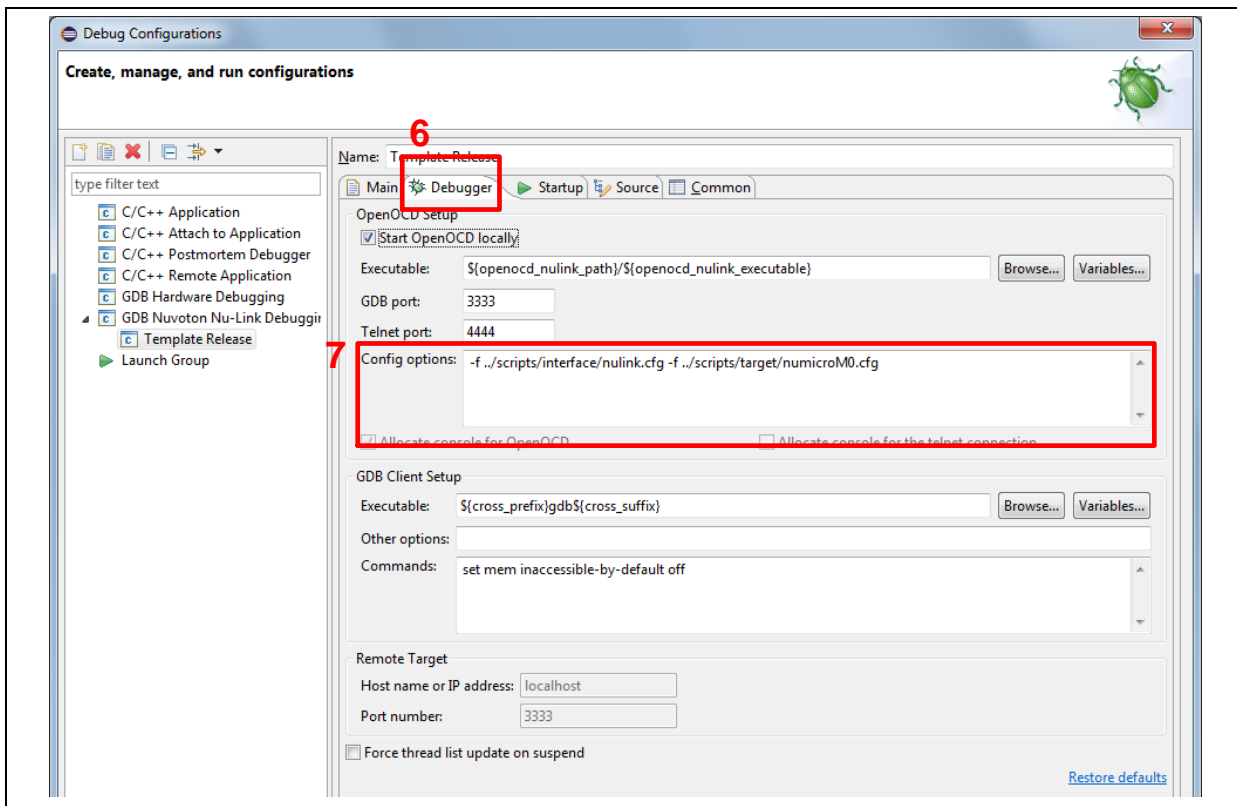 Debug Configurations
Create, manage, and run configurations
6
Name: Template Release
type filter text
Main Debugger Startup Source Common
C/C++ Application
C/C++ Attach to Application
C/C++ Postmortem Debugger
C/C++ Remote Application
GDB Hardware Debugging
GDB Nuvoton Nu-Link Debuggin
Template Release
Launch Group
OpenOCD Setup
Start OpenOCD locally
Executable: ${openocd_nulink_path}/${openocd_nulink_executable} Browse... Variables...
GDB port: 3333
Telnet port: 4444
7
Config options: -f ../scripts/interface/nulink.cfg -f ../scripts/target/numicroM0.cfg
Allocate console for OpenOCD Allocate console for the telnet connection
GDB Client Setup
Executable: ${cross_prefix}gdb${cross_suffix} Browse... Variables...
Other options:
Commands: set mem inaccessible-by-default off
Remote Target
Host name or IP address: localhost
Port number: 3333
Force thread list update on suspend
Restore defaults